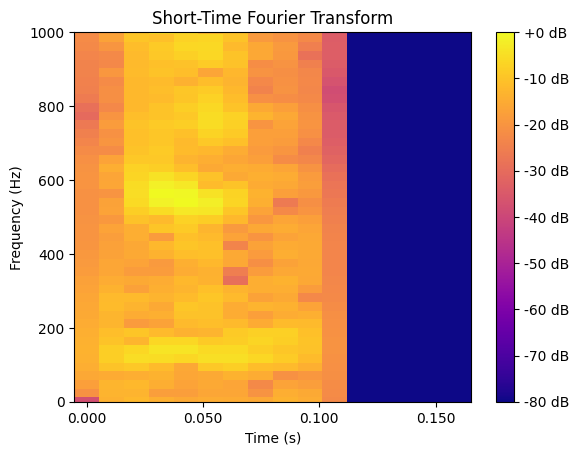 Short-Time Fourier Transform
1000
800
600
400
200
0
Frequency (Hz)
0.000
0.050
0.100
0.150
Time (s)
+0 dB
-10 dB
-20 dB
-30 dB
-40 dB
-50 dB
-60 dB
-70 dB
-80 dB